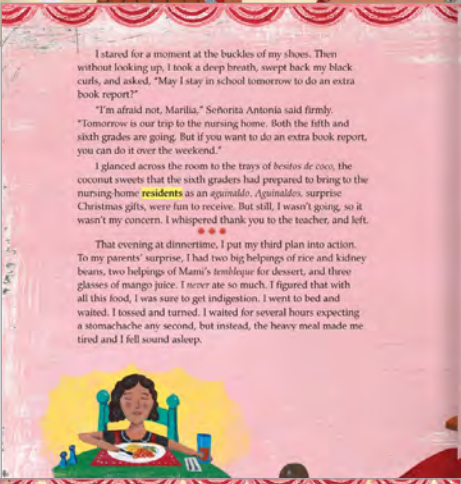 I stared for a moment at the buckles of my shoes. Then
without looking up, I took a deep breath, swept back my black
curls, and asked, "May I stay in school tomorrow to do an extra
book report?"
"I'm afraid not, Marilia," Señorita Antonia said firmly.
"Tomorrow is our trip to the nursing home. Both the fifth and
sixth grades are going. But if you want to do an extra book report,
you can do it over the weekend."
I glanced across the room to the trays of besitos de coco, the
coconut sweets that the sixth graders had prepared to bring to the
nursing-home residents as an aguinaldo. Aguinaldos, surprise
Christmas gifts, were fun to receive. But still, I wasn't going, so it
wasn't my concern. I whispered thank you to the teacher, and left.
That evening at dinnertime, I put my third plan into action.
To my parents' surprise, I had two big helpings of rice and kidney
beans, two helpings of Mami's tembleque for dessert, and three
glasses of mango juice. I never ate so much. I figured that with
all this food, I was sure to get indigestion. I went to bed and
waited. I tossed and turned. I waited for several hours expecting
a stomachache any second, but instead, the heavy meal made me
tired and I fell sound asleep.